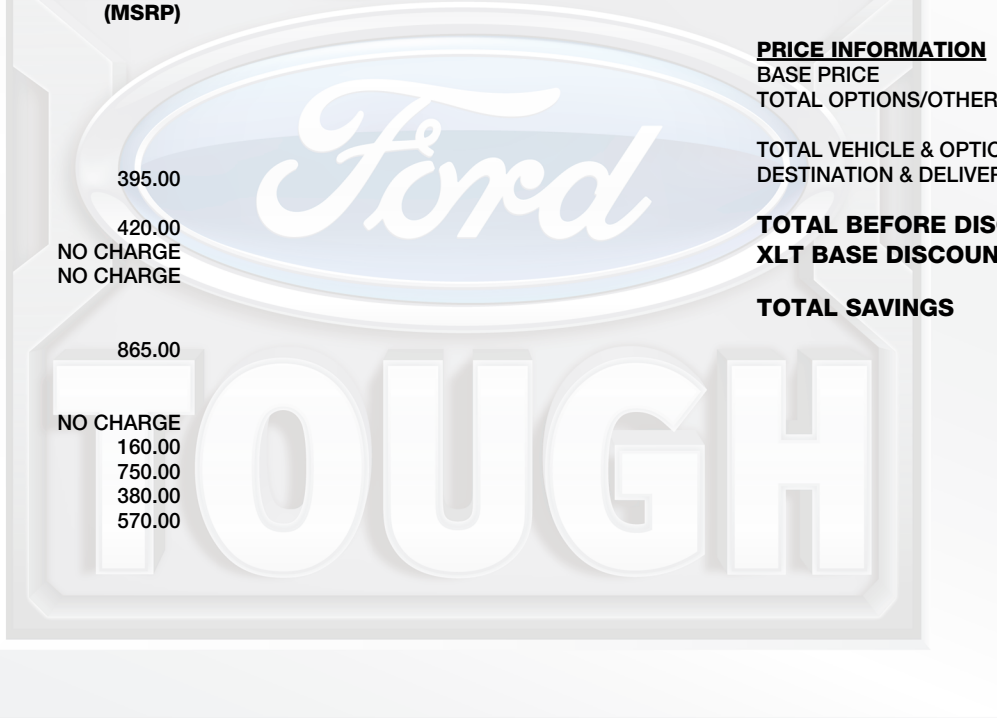 (MSRP)
395.00
420.00
NO CHARGE
NO CHARGE
865.00
NO CHARGE
160.00
750.00
380.00
570.00
PRICE INFORMATION
BASE PRICE
TOTAL OPTIONS/OTHER
TOTAL VEHICLE & OPTIO
DESTINATION & DELIVER
TOTAL BEFORE DIS
XLT BASE DISCOUN
TOTAL SAVINGS
Ford
TOUGH